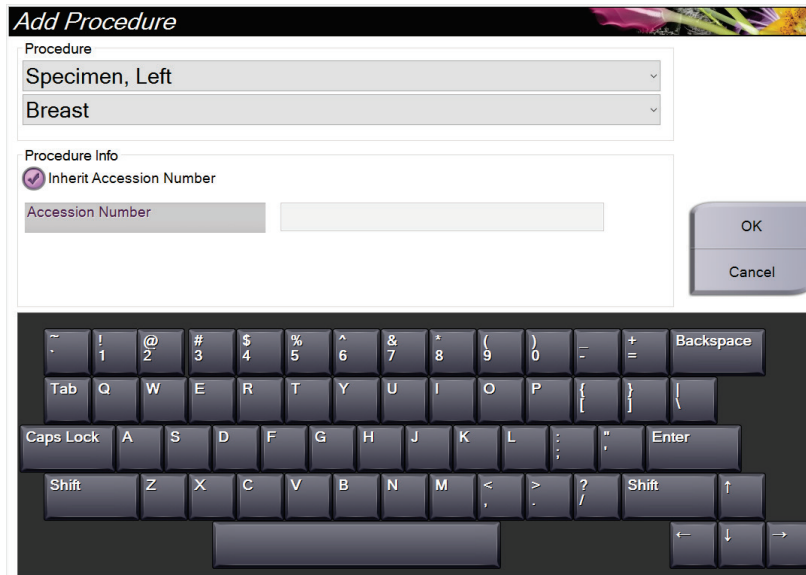 Add Procedure
Procedure
Specimen, Left
Breast
Procedure Info
Inherit Accession Number
Accession Number
OK
Cancel
~ ! @ # $ % ^ & * ( ) _ + Backspace
` 1 2 3 4 5 6 7 8 9 0 - =
Tab Q W E R T Y U I O P { } |
[ ] \
Caps Lock A S D F G H J K L : " Enter
; '
Shift Z X C V B N M < > ? Shift ↑
, . /
← ↓ →